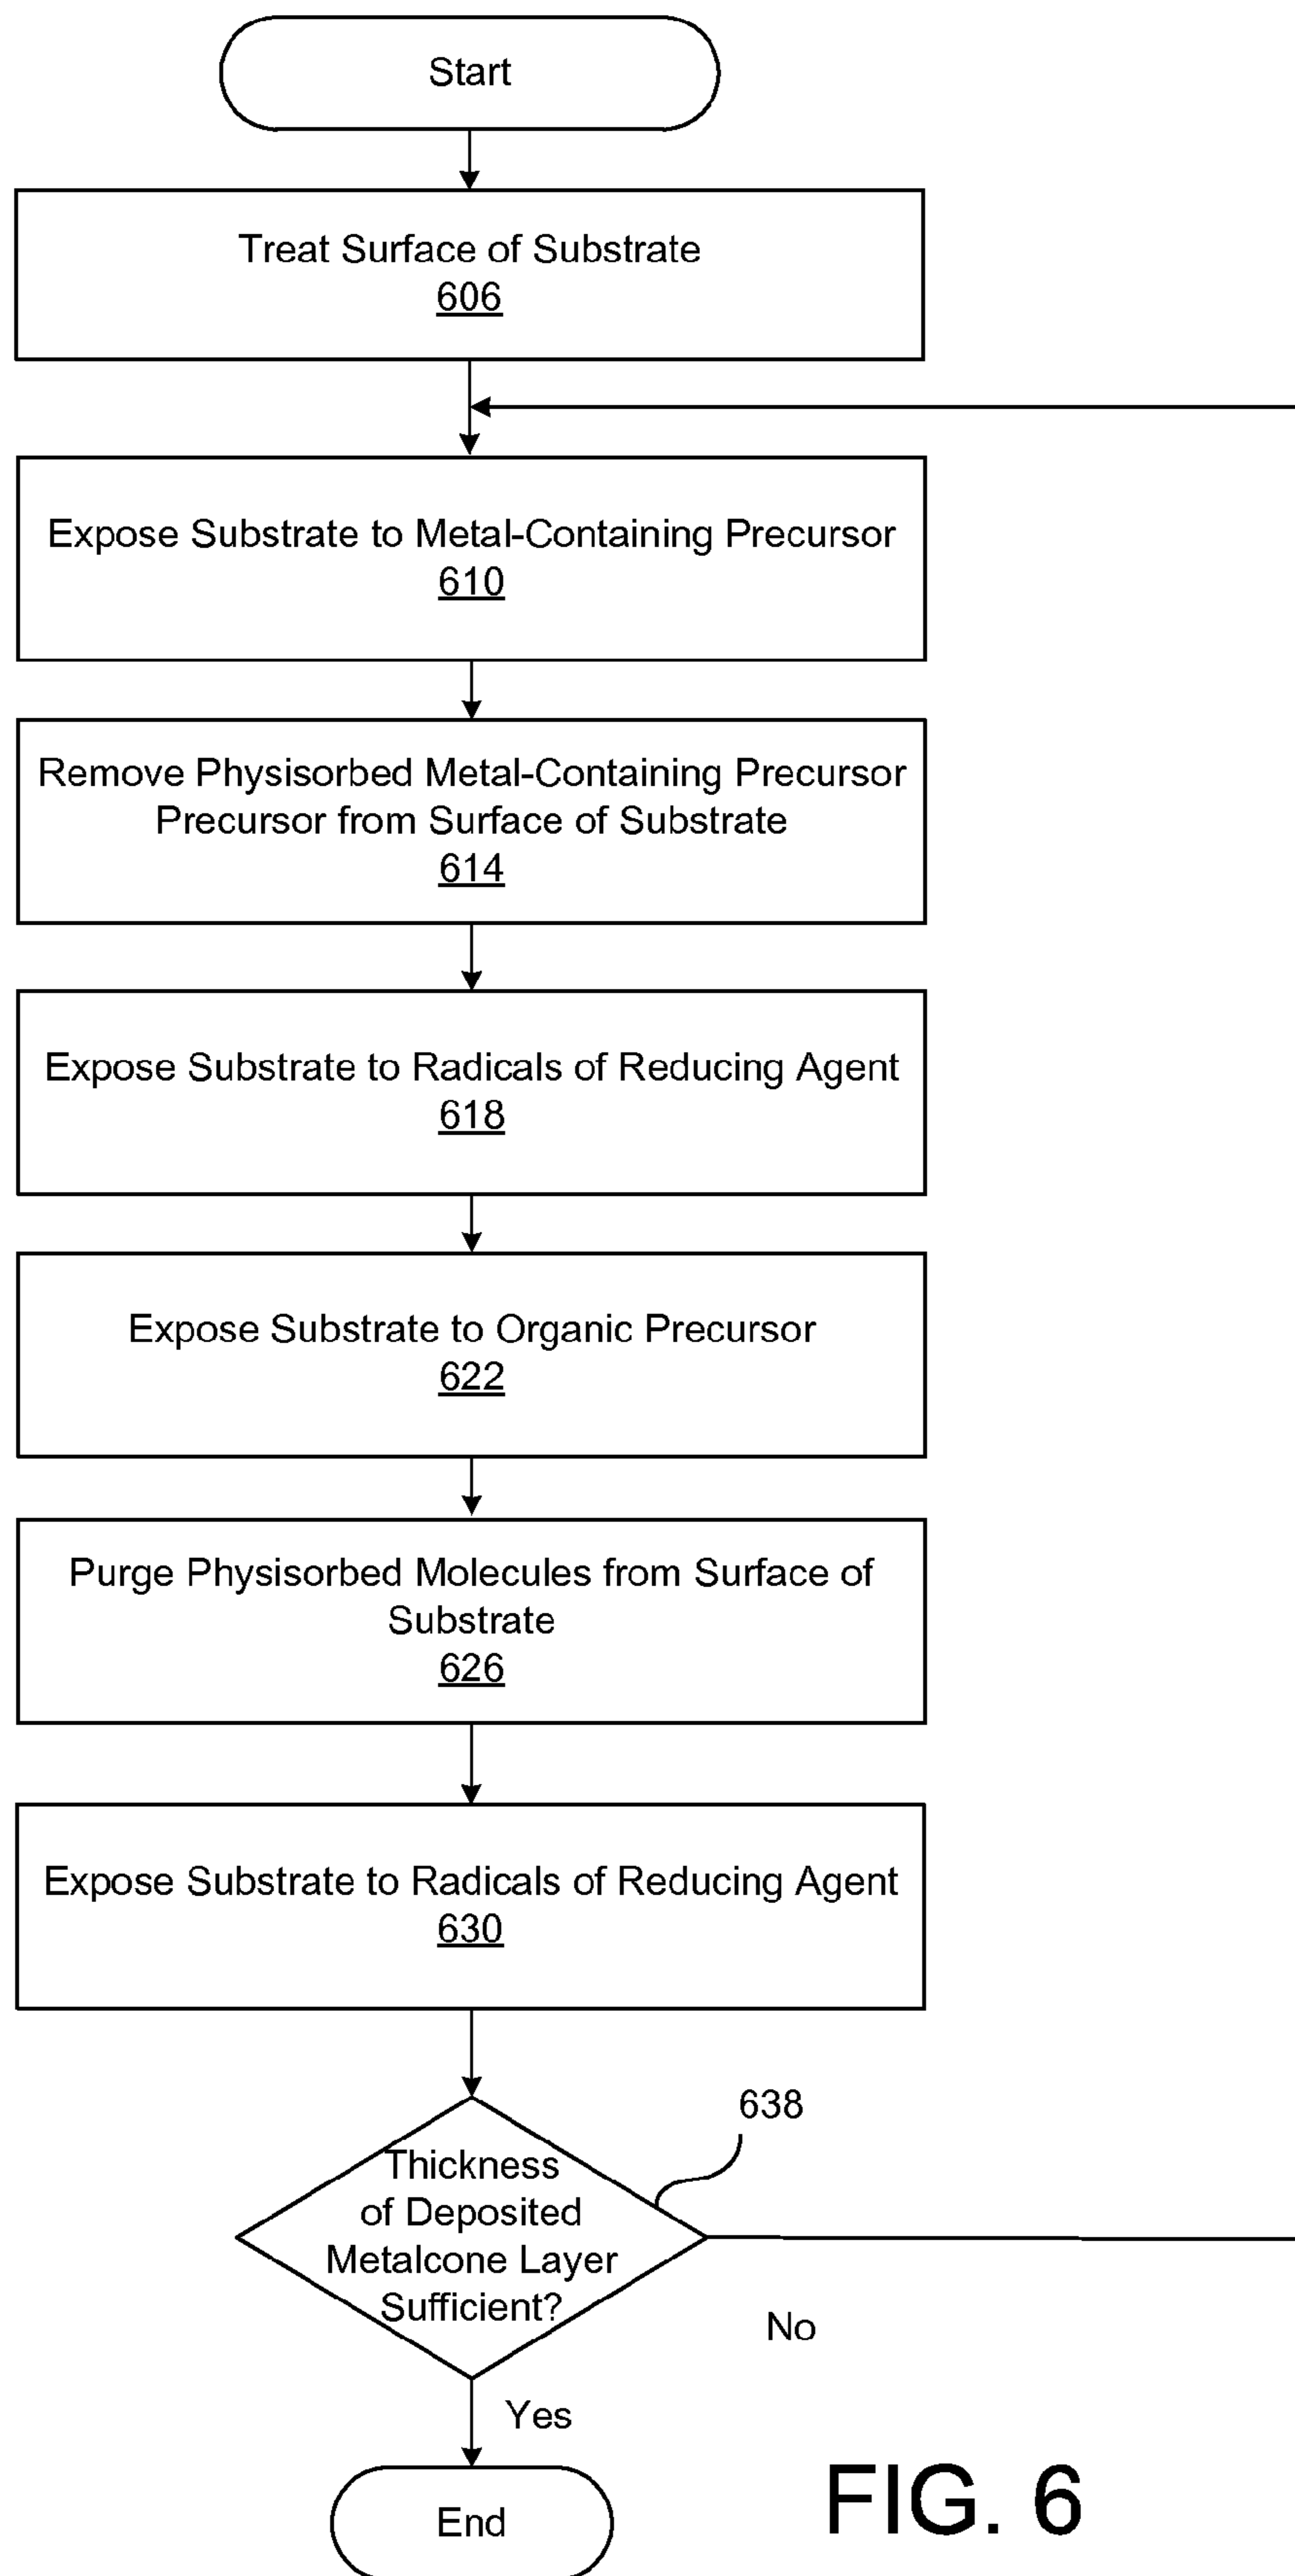 Start
Treat Surface of Substrate
606
Expose Substrate to Metal-Containing Precursor
610
Remove Physisorbed Metal-Containing Precursor
Precursor from Surface of Substrate
614
Expose Substrate to Radicals of Reducing Agent
618
Expose Substrate to Organic Precursor
622
Purge Physisorbed Molecules from Surface of
Substrate
626
Expose Substrate to Radicals of Reducing Agent
630
638
Thickness
of Deposited
Metalcone Layer
Sufficient?
No
Yes
End
FIG. 6